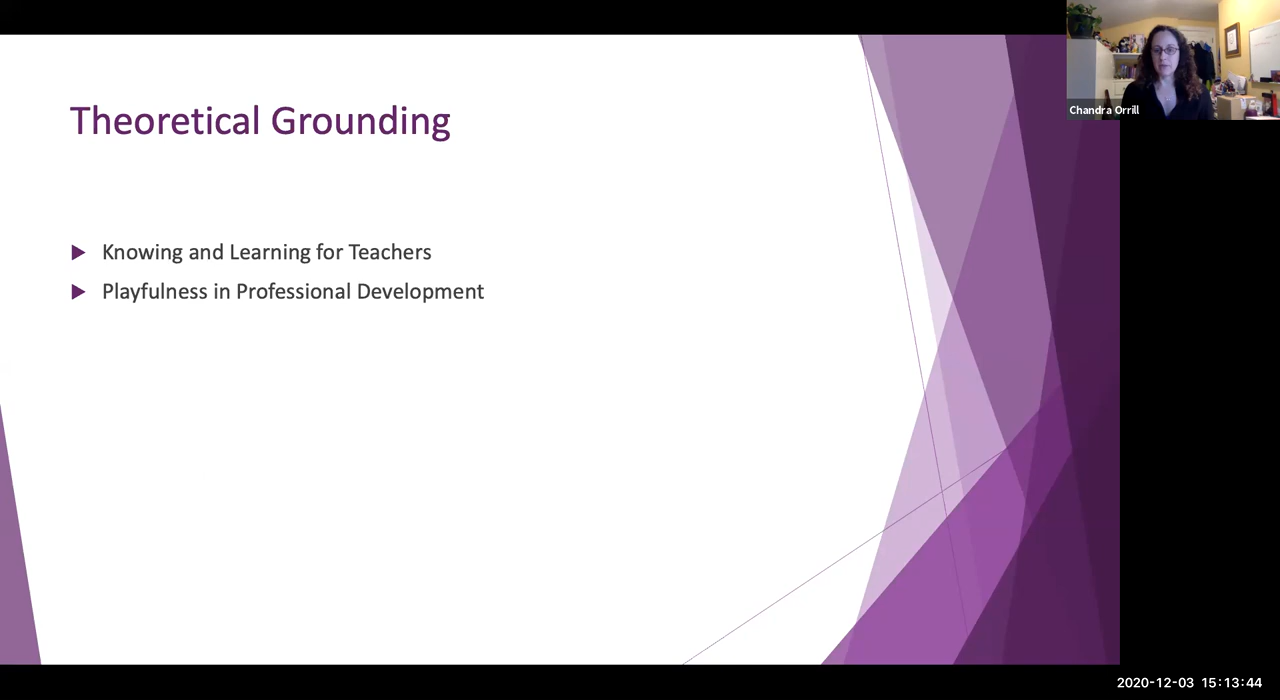 Theoretical Grounding
Knowing and Learning for Teachers
Playfulness in Professional Development
Chandra Orrill
2020-12-03 15:13:44